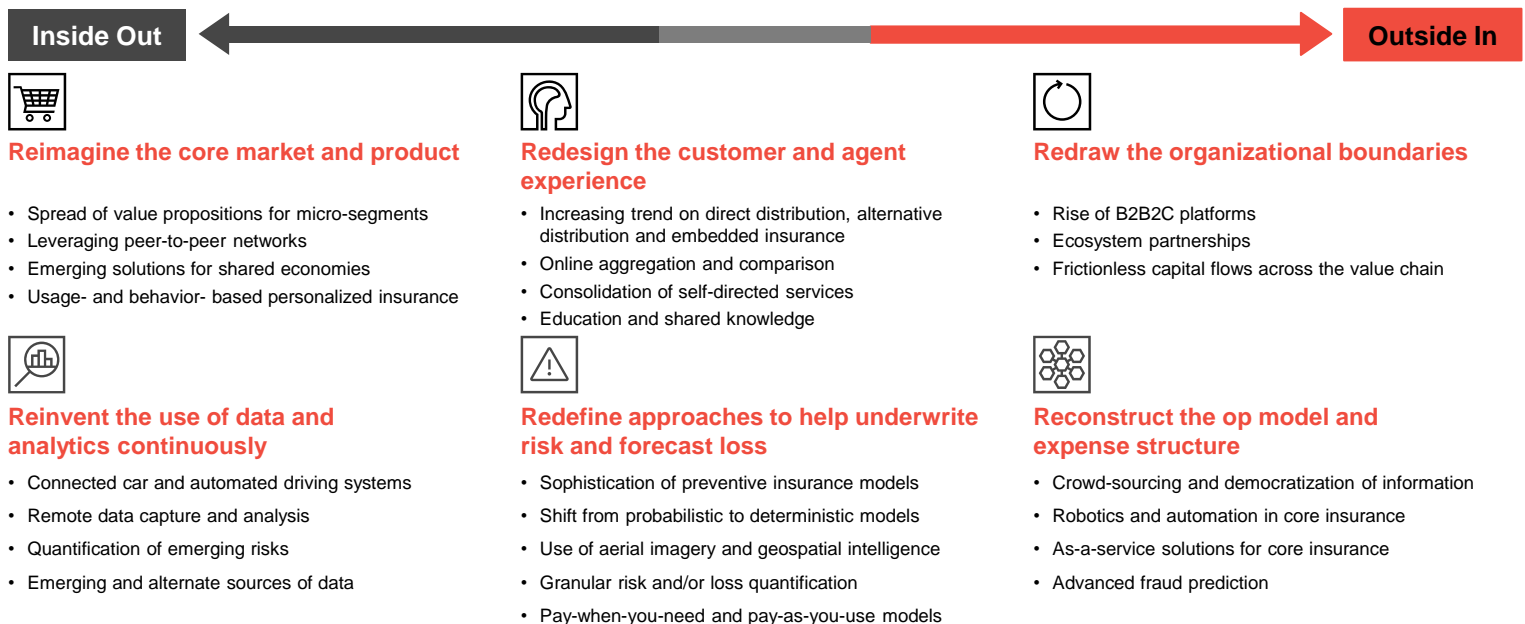 Inside Out
Outside In
Reimagine the core market and product
• Spread of value propositions for micro-segments
• Leveraging peer-to-peer networks
• Emerging solutions for shared economies
• Usage- and behavior- based personalized insurance
Redesign the customer and agent
experience
• Increasing trend on direct distribution, alternative
distribution and embedded insurance
• Online aggregation and comparison
• Consolidation of self-directed services
• Education and shared knowledge
Redraw the organizational boundaries
• Rise of B2B2C platforms
• Ecosystem partnerships
• Frictionless capital flows across the value chain
Reinvent the use of data and
analytics continuously
• Connected car and automated driving systems
• Remote data capture and analysis
• Quantification of emerging risks
• Emerging and alternate sources of data
Redefine approaches to help underwrite
risk and forecast loss
• Sophistication of preventive insurance models
• Shift from probabilistic to deterministic models
• Use of aerial imagery and geospatial intelligence
• Granular risk and/or loss quantification
• Pay-when-you-need and pay-as-you-use models
Reconstruct the op model and
expense structure
• Crowd-sourcing and democratization of information
• Robotics and automation in core insurance
• As-a-service solutions for core insurance
• Advanced fraud prediction